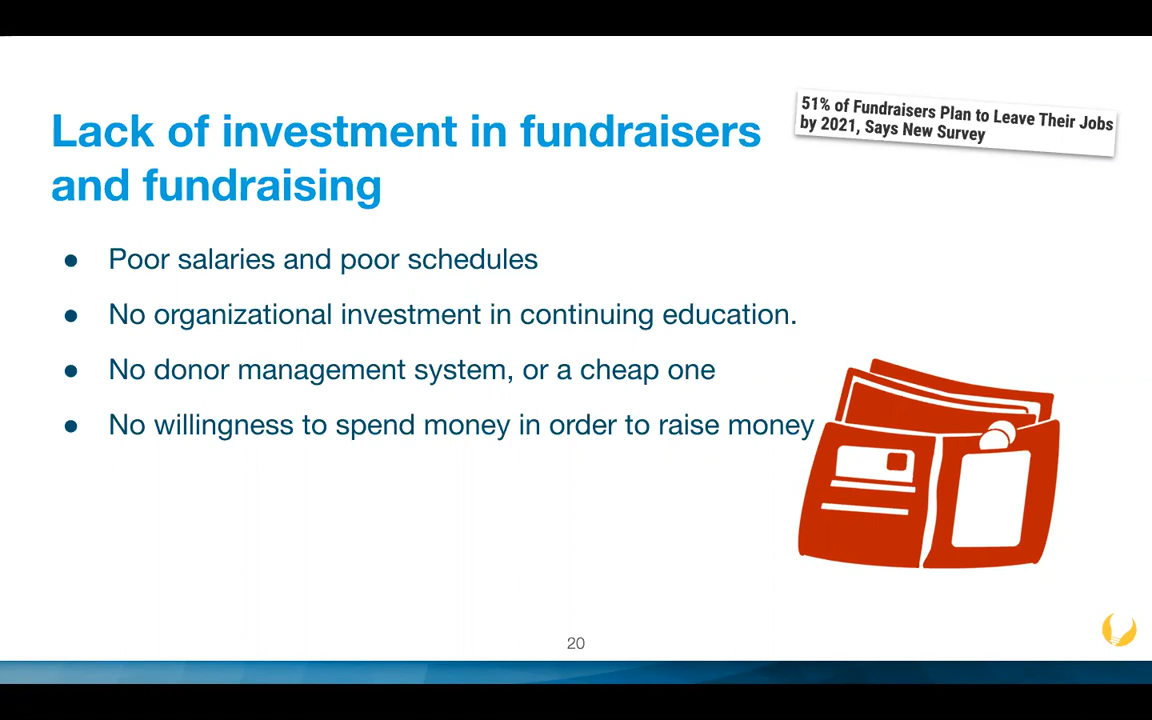 Lack of investment in fundraisers
and fundraising
51% of Fundraisers Plan to Leave Their Jobs
by 2021, Says New Survey
● Poor salaries and poor schedules
● No organizational investment in continuing education.
● No donor management system, or a cheap one
● No willingness to spend money in order to raise money
20